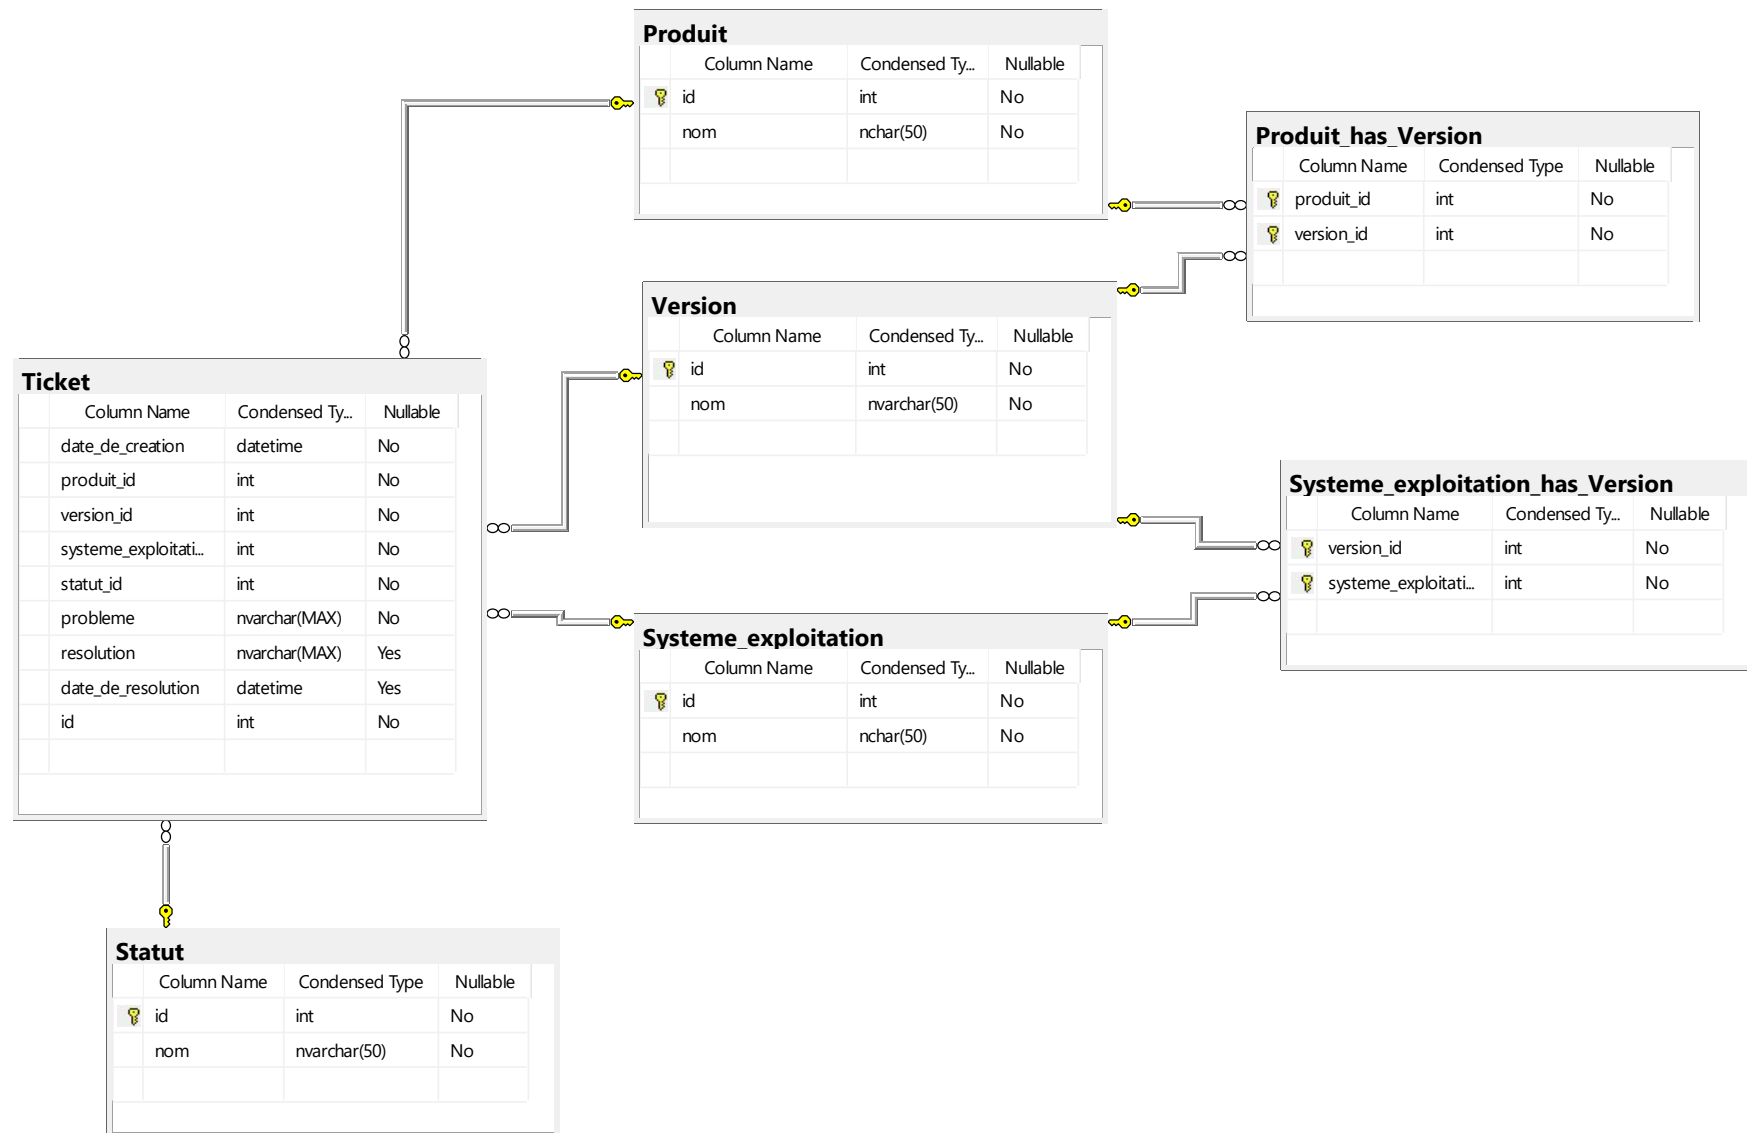 Produit
Column Name Condensed Ty... Nullable
id int No
nom nchar(50) No
Produit_has_Version
Column Name Condensed Type Nullable
produit_id int No
version_id int No
Version
Column Name Condensed Ty... Nullable
id int No
nom nvarchar(50) No
Ticket
Column Name Condensed Ty... Nullable
date_de_creation datetime No
produit_id int No
version_id int No
systeme_exploitati... int No
statut_id int No
probleme nvarchar(MAX) No
resolution nvarchar(MAX) Yes
date_de_resolution datetime Yes
id int No
Systeme_exploitation_has_Version
Column Name Condensed Ty... Nullable
version_id int No
systeme_exploitati... int No
Systeme_exploitation
Column Name Condensed Ty... Nullable
id int No
nom nchar(50) No
Statut
Column Name Condensed Type Nullable
id int No
nom nvarchar(50) No